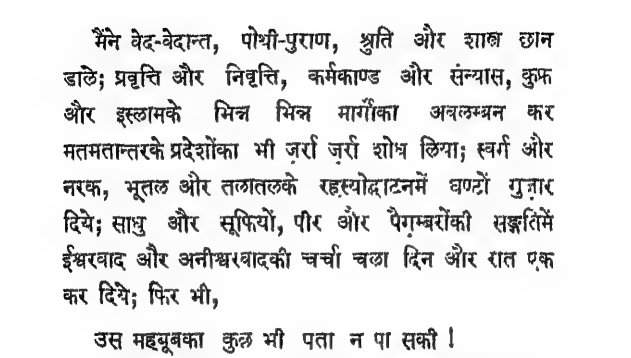 मैंने वेद-वेदान्त, पोथी-पुराण, श्रुति और शास्त्र छान
डाले; प्रवृत्ति और निवृत्ति, कर्मकाण्ड और संन्यास, कुफ्र
और इस्लामके भिन्न भिन्न मार्गोंका अवलम्बन कर
मतमतान्तरके प्रदेशोंका भी ज़र्रा ज़र्रा शोध लिया; स्वर्ग और
नरक, भूतल और तलातलके रहस्योद्घाटनमें घण्टों गुज़ार
दिये; साधु और सूफियों, पीर और पैग़म्बरोंकी सङ्गतिमें
ईश्वरवाद और अनीश्वरवादकी चर्चा चला दिन और रात एक
कर दिये; फिर भी,
उस महबूबका कुछ भी पता न पा सकी !